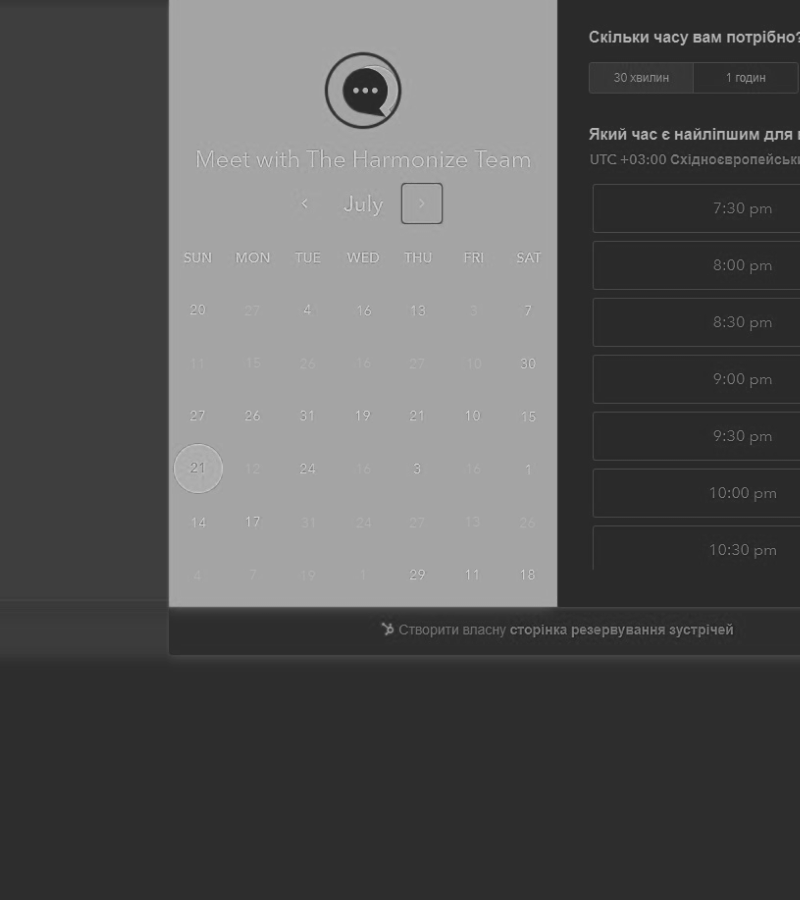 Meet with The Harmonize Team
July
SUN MON TUE WED THU FRI SAT
20 27 4 16 18 3 7
11 15 26 16 27 10 30
27 26 31 19 21 10 15
21 12 24 16 3 16 1
14 17 31 24 27 13 26
4 7 19 1 29 11 18
Скільки часу вам потрібно?
30 хвилин 1 годин
Який час є найліпшим для
UTC +03:00 Східноєвропейськи
7:30 pm
8:00 pm
8:30 pm
9:00 pm
9:30 pm
10:00 pm
10:30 pm
Створити власну сторінка резервування зустрічей